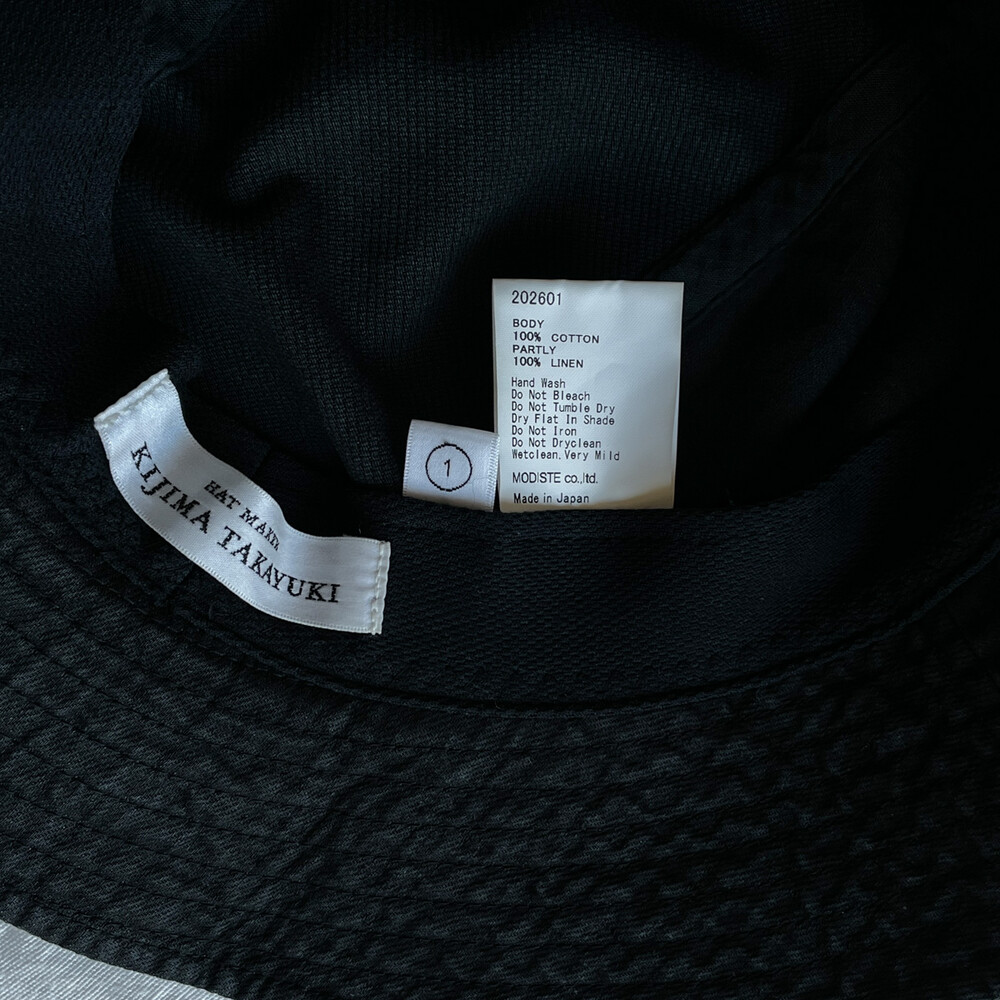 202601
BODY
100% COTTON
PARTLY
100% LINEN
Hand Wash
Do Not Bleach
Do Not Tumble Dry
Dry Flat In Shade
Do Not Iron
Do Not Dryclean
Wetclean.Very Mild
MODISTE co.,ltd.
Made in Japan
1
HAT MAKER
KIJIMA TAKAYUKI